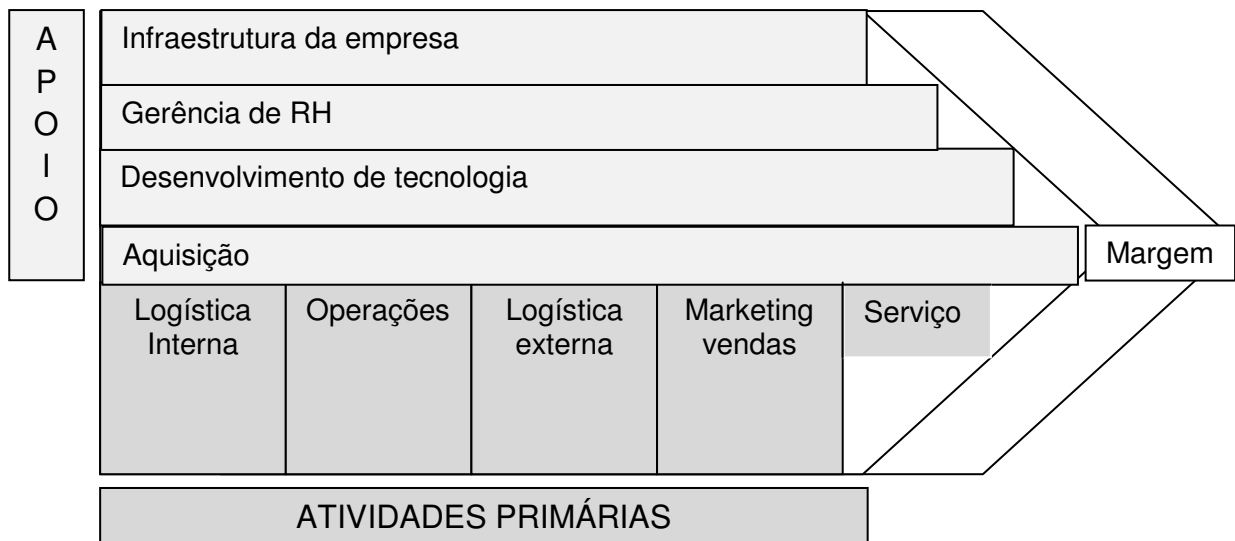 A
P
O
I
O
Infraestrutura da empresa
Gerência de RH
Desenvolvimento de tecnologia
Aquisição
Margem
Logística
Interna
Operações
Logística
externa
Marketing
vendas
Serviço
ATIVIDADES PRIMÁRIAS